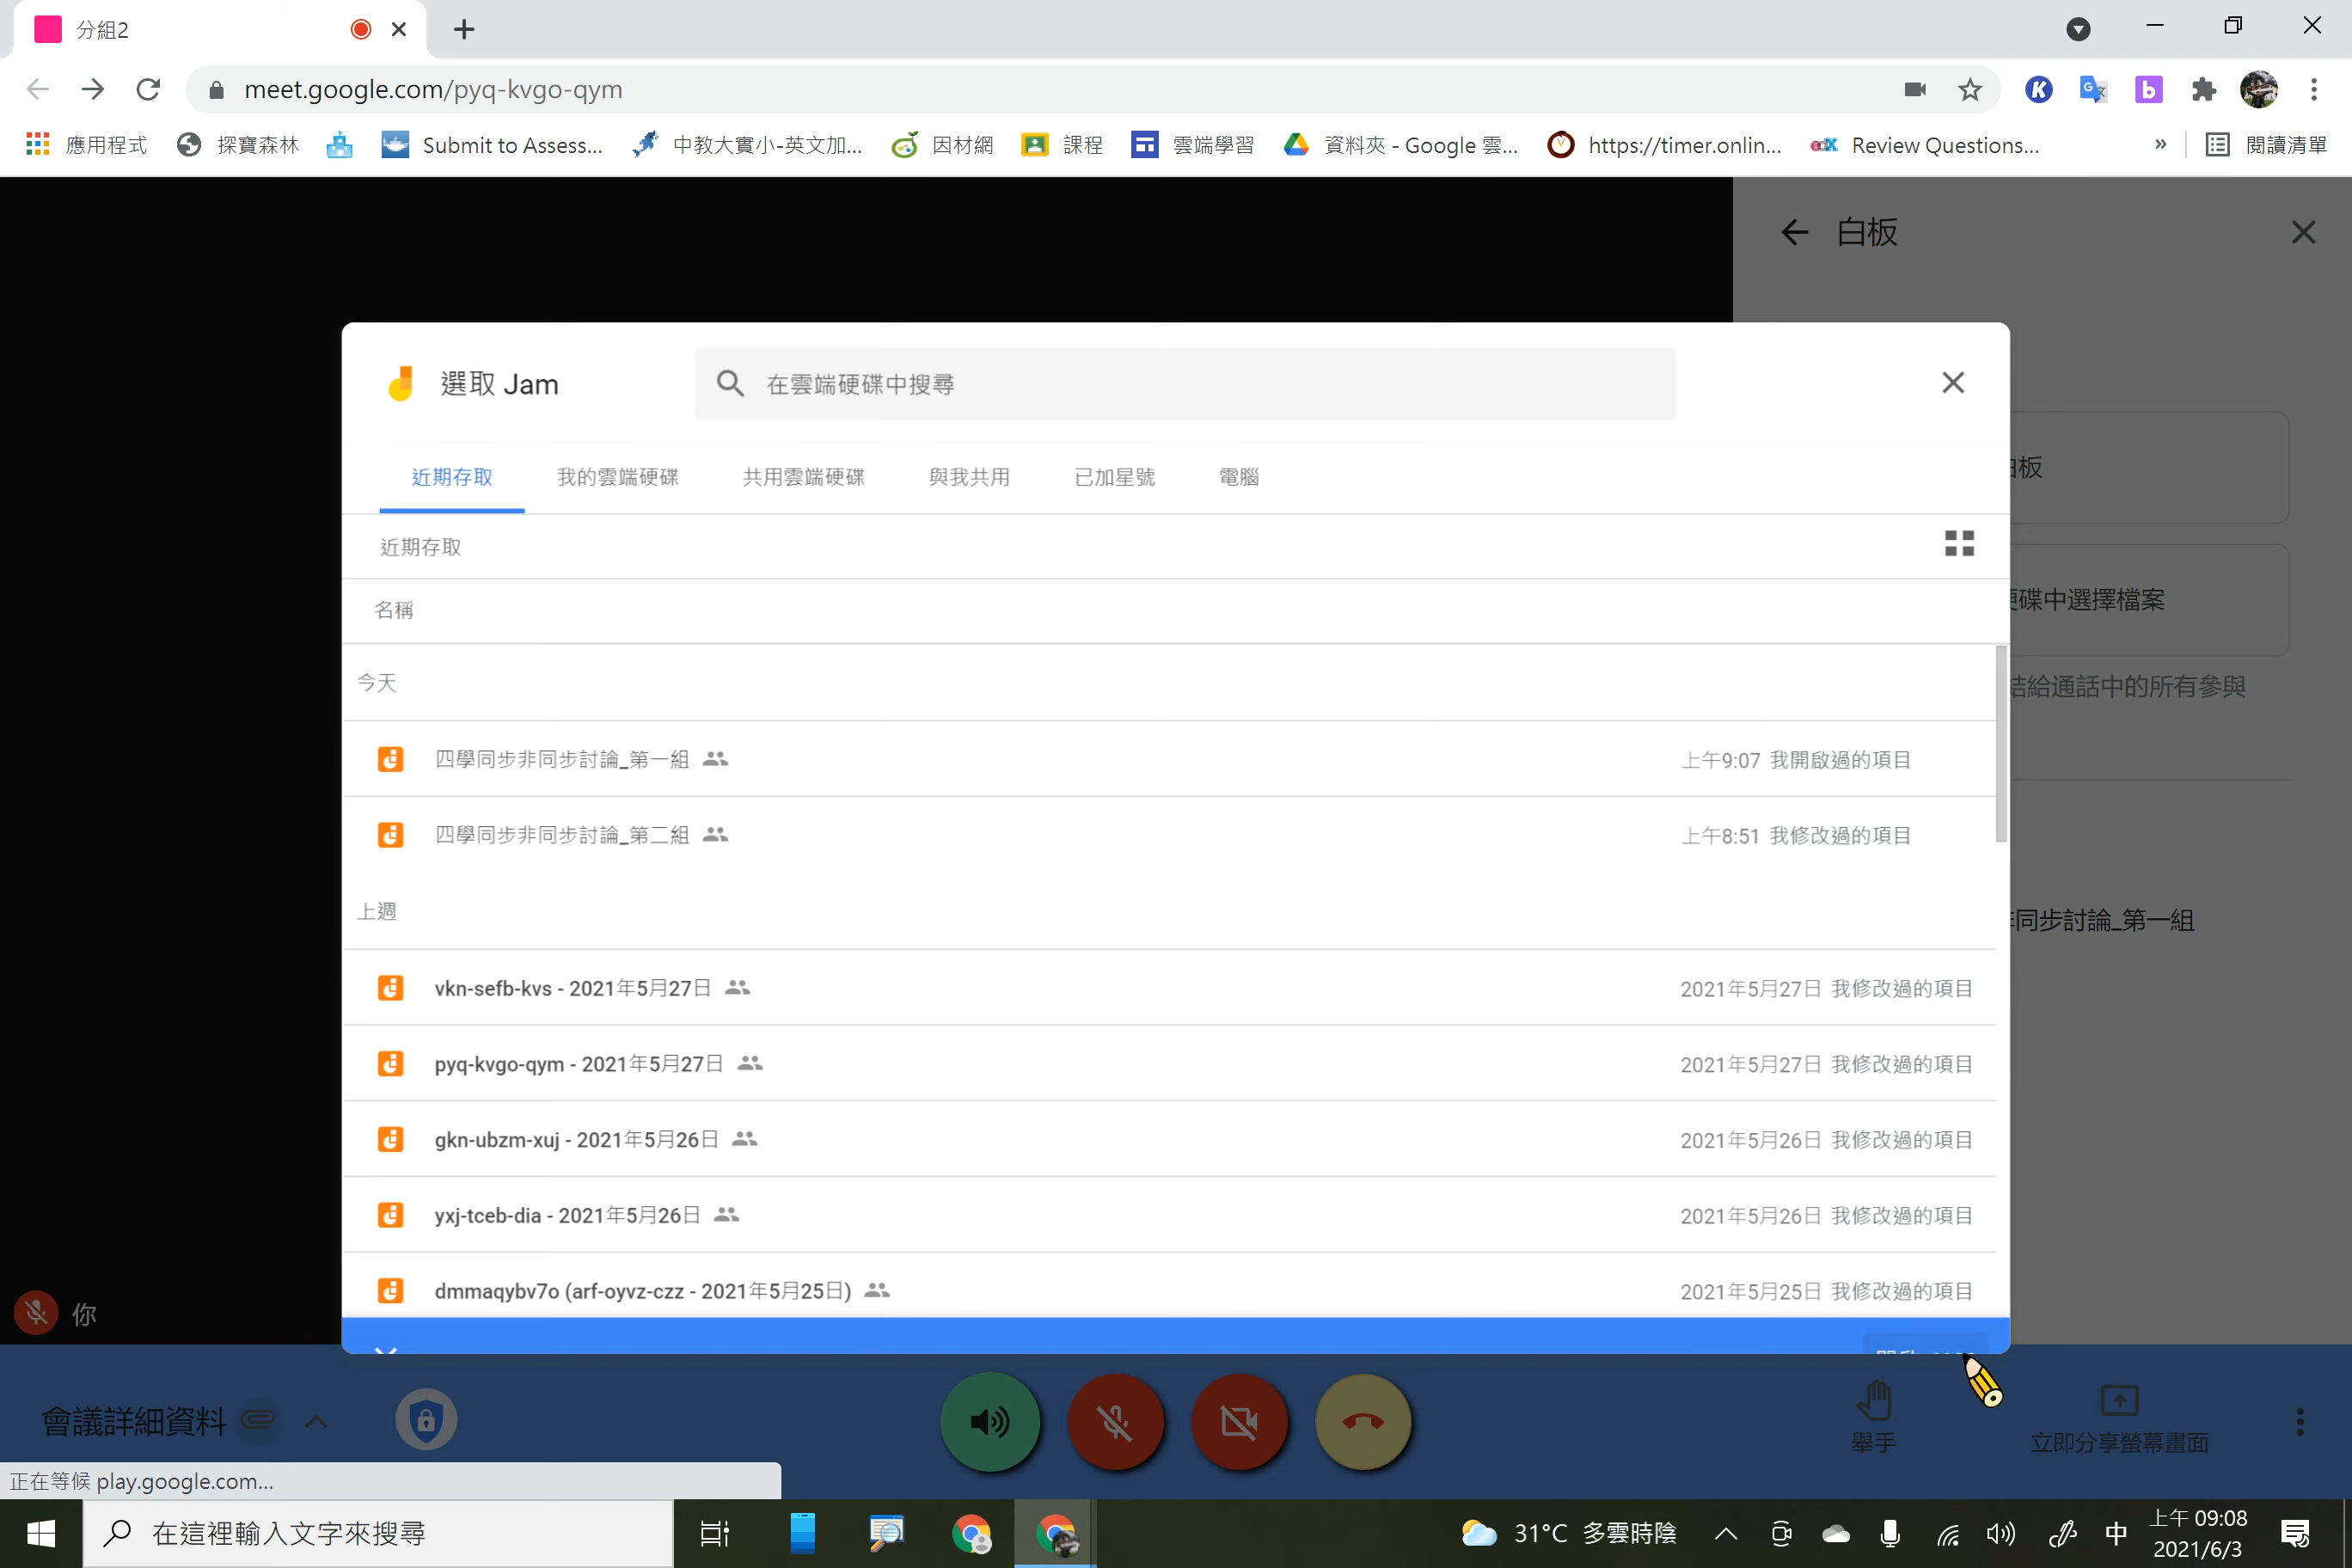 分組2
meet.google.com/pyq-kvgo-qym
應用程式 探寶森林 Submit to Assess... 中教大實小-英文加... 因材網 課程 雲端學習 資料夾 - Google 雲... https://timer.onlin... Review Questions... » 閱讀清單
白板
選取 Jam 在雲端硬碟中搜尋
近期存取 我的雲端硬碟 共用雲端硬碟 與我共用 已加星號 電腦
板
近期存取
碟中選擇檔案
名稱
今天
給通話中的所有參與
四學同步非同步討論_第一組 上午9:07 我開啟過的項目
四學同步非同步討論_第二組 上午8:51 我修改過的項目
上週
同步討論_第一組
vkn-sefb-kvs - 2021年5月27日 2021年5月27日 我修改過的項目
pyq-kvgo-qym - 2021年5月27日 2021年5月27日 我修改過的項目
gkn-ubzm-xuj - 2021年5月26日 2021年5月26日 我修改過的項目
yxj-tceb-dia - 2021年5月26日 2021年5月26日 我修改過的項目
dmmaqybv7o (arf-oyvz-czz - 2021年5月25日) 2021年5月25日 我修改過的項目
你
會議詳細資料
舉手 立即分享螢幕畫面
正在等候 play.google.com...
在這裡輸入文字來搜尋
31°C 多雲時陰 中 上午 09:08
2021/6/3